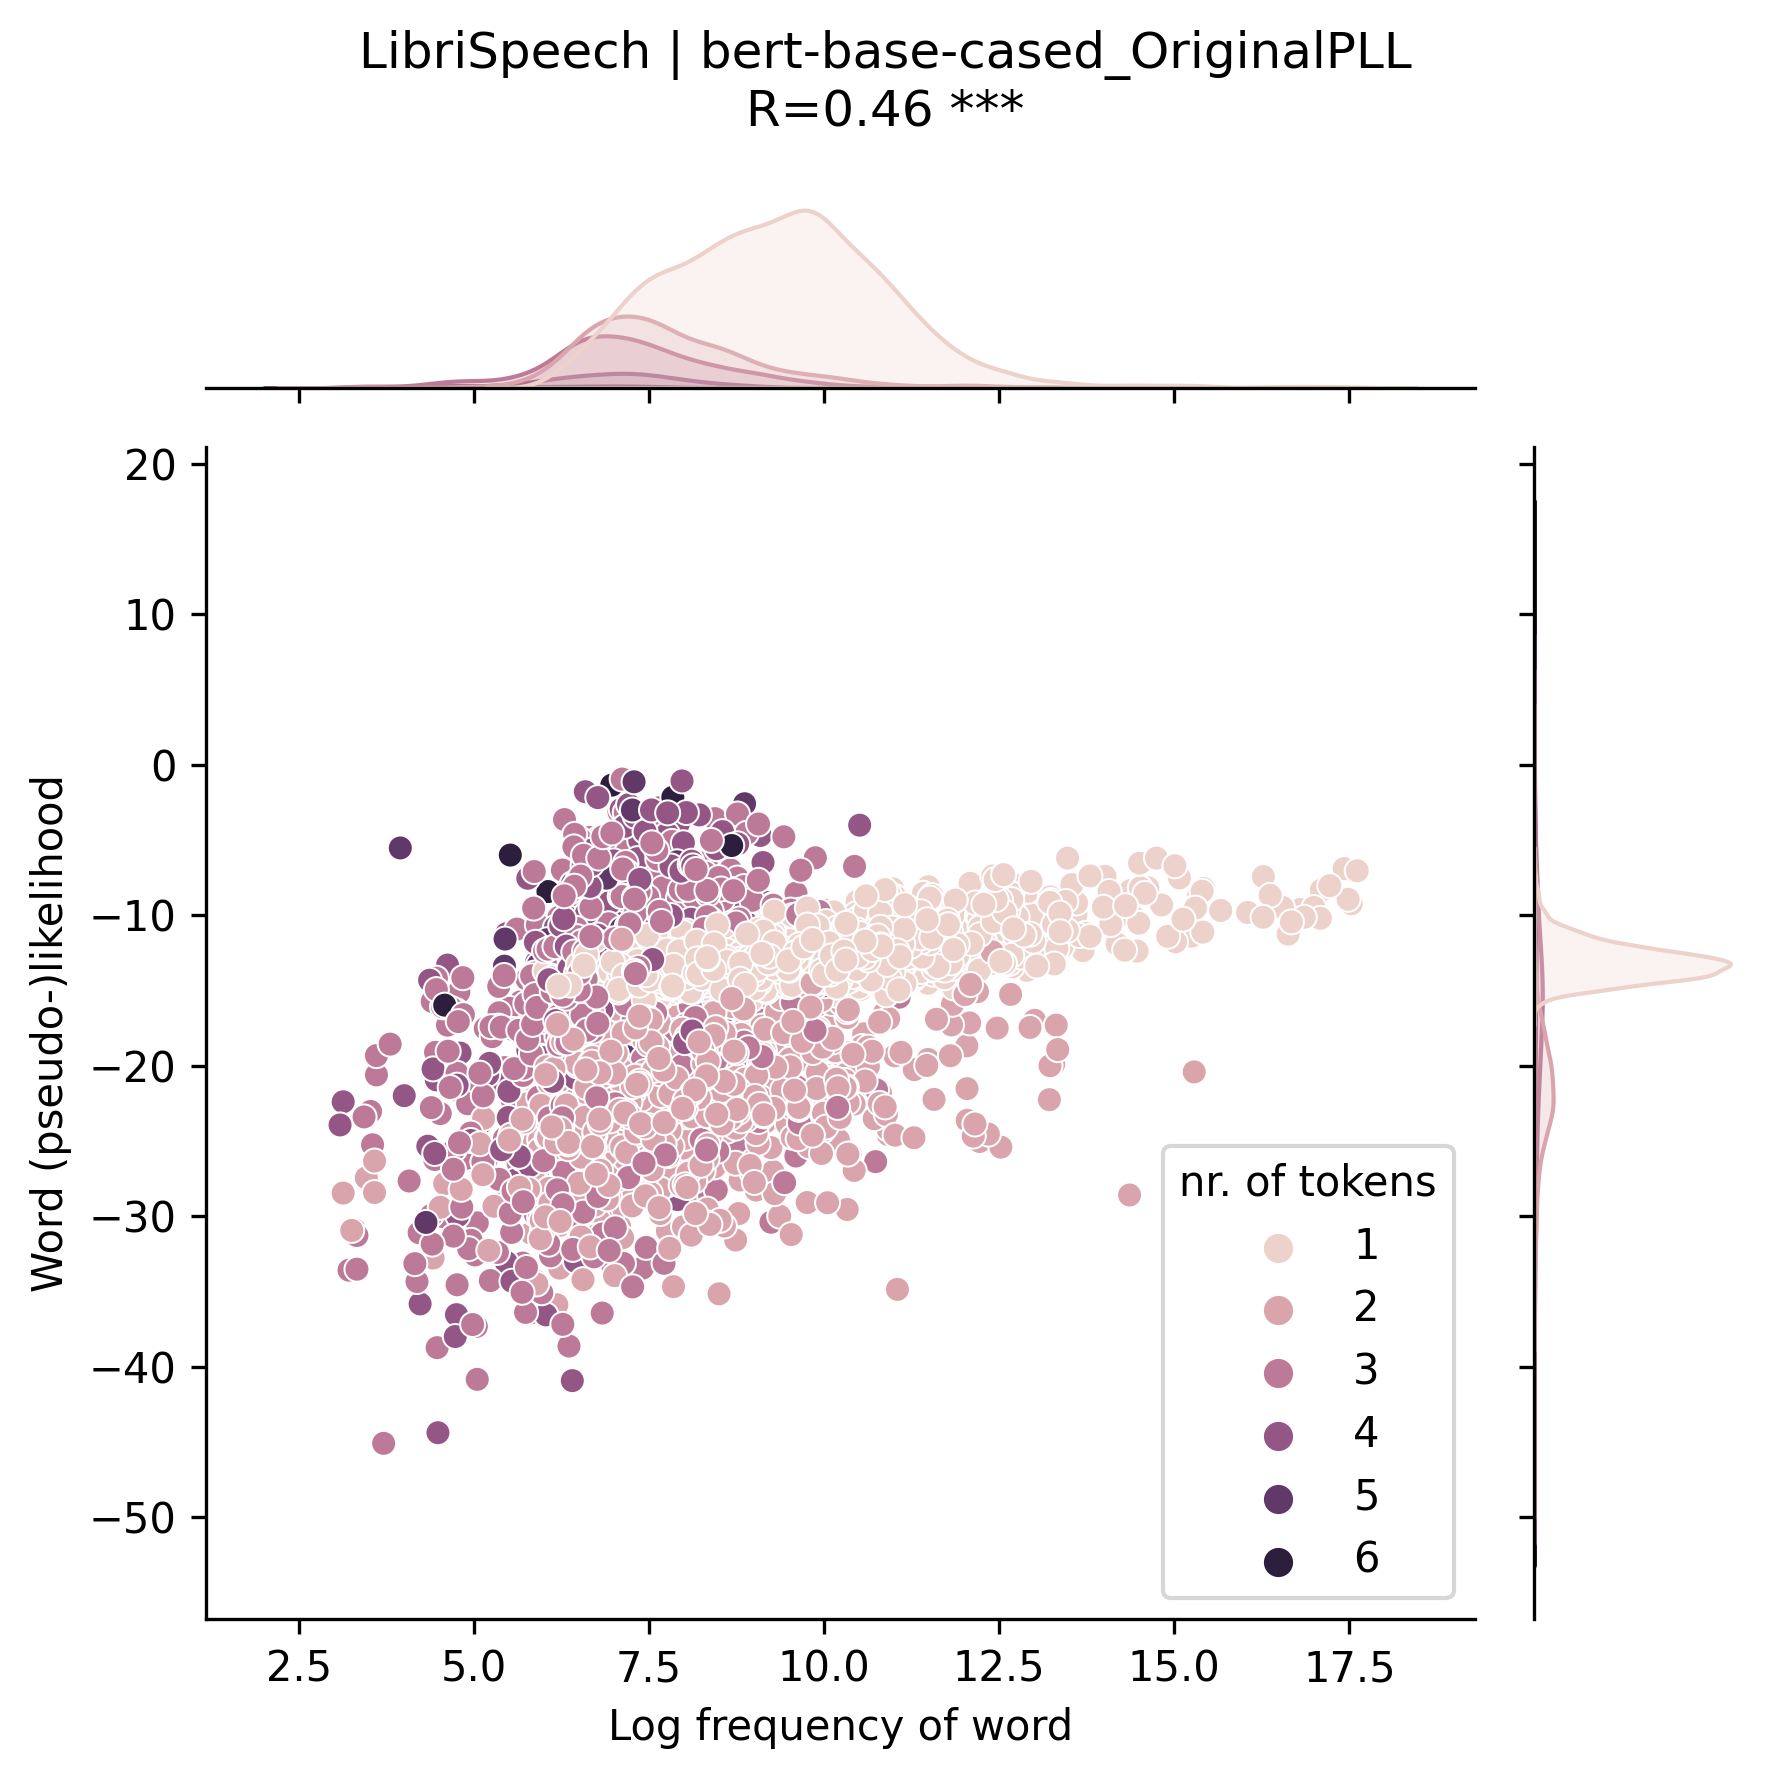 LibriSpeech | bert-base-cased_OriginalPLL
R=0.46 ***
20
10
0
−10
−20
−30
−40
−50
Word (pseudo-)likelihood
nr. of tokens
1
2
3
4
5
6
2.5 5.0 7.5 10.0 12.5 15.0 17.5
Log frequency of word